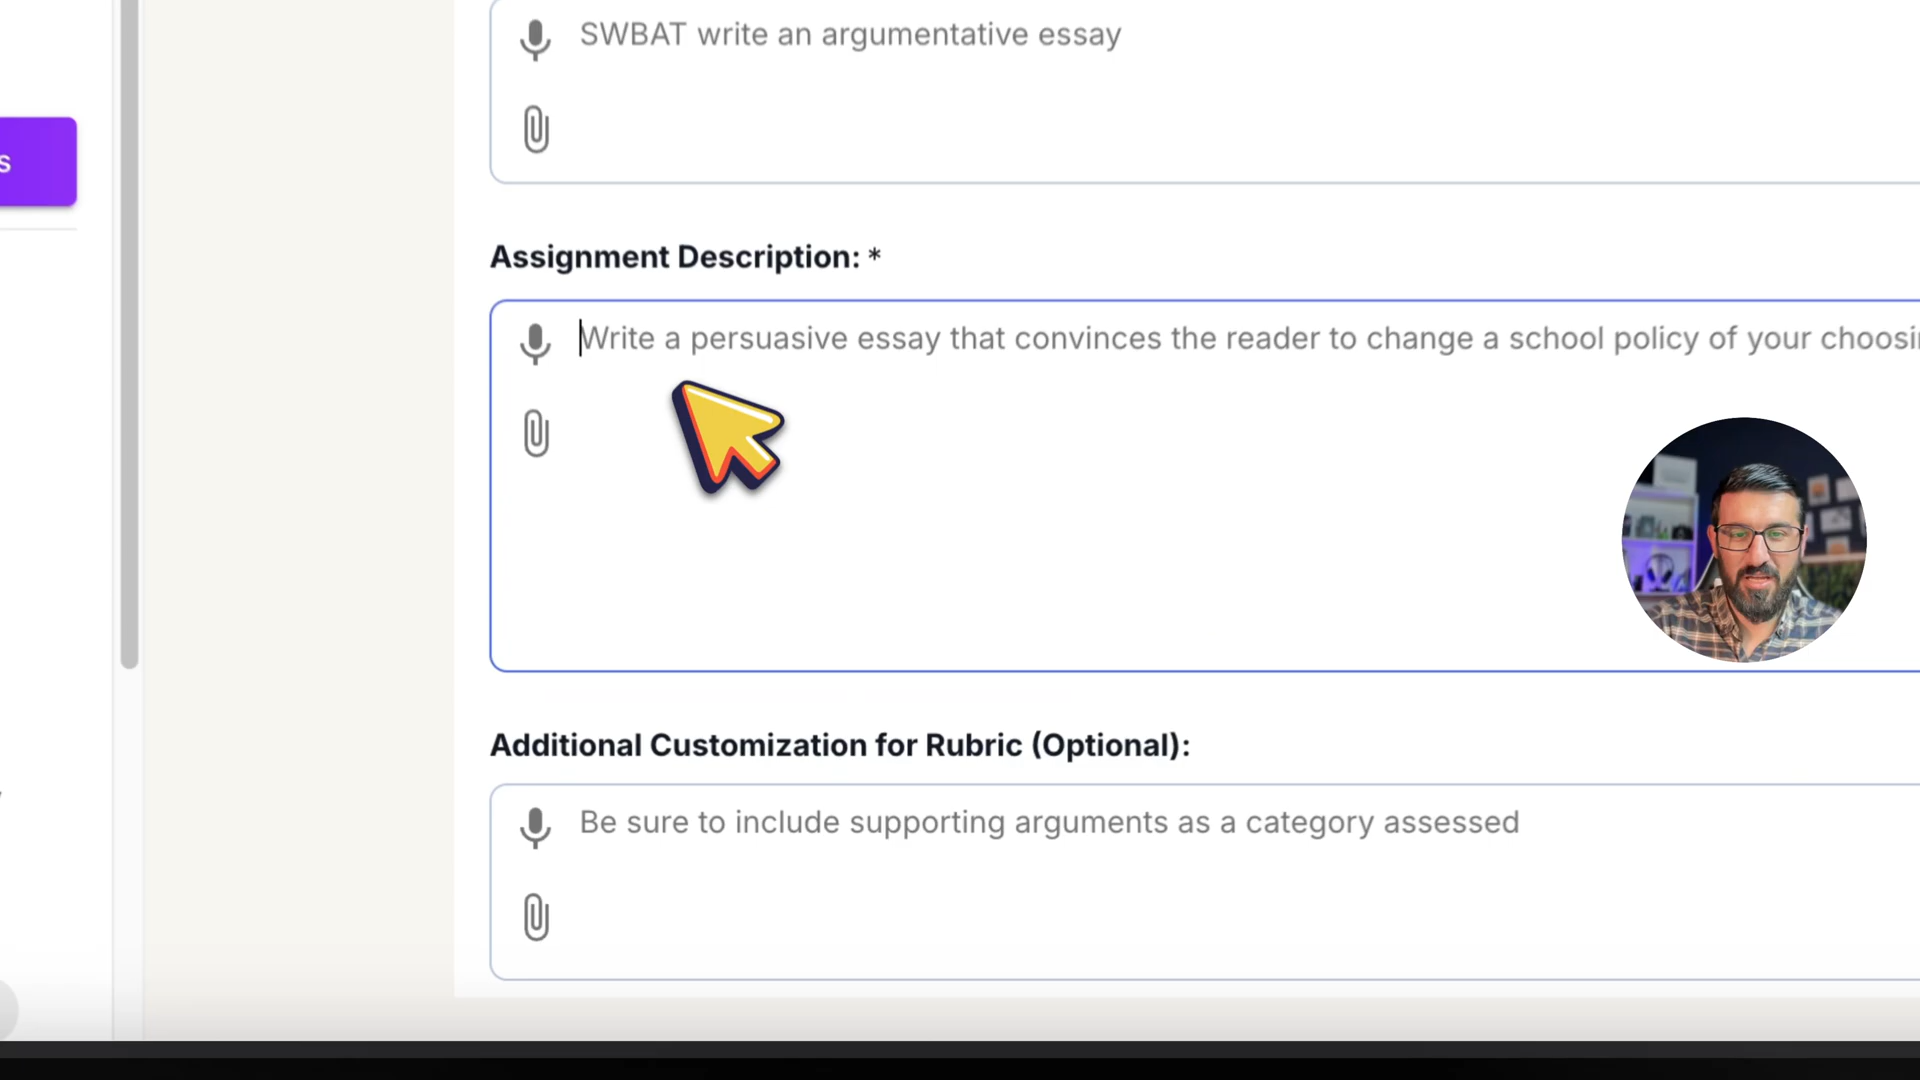 SWBAT write an argumentative essay
s
Assignment Description: *
Write a persuasive essay that convinces the reader to change a school policy of your
Additional Customization for Rubric (Optional):
Be sure to include supporting arguments as a category assessed